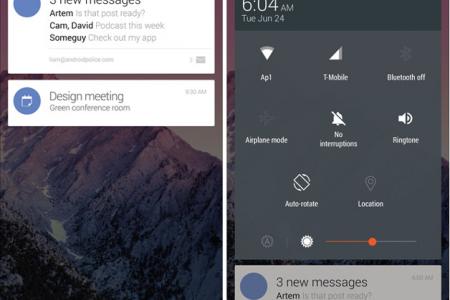 3 new messages
Artem Is that post ready?
Cam, David Podcast this week
Someguy Check out my app
liam@androidpolice.com
3
Design meeting
9:30 AM
Green conference room
6:04 AM
Tue Jun 24
Ap1
T-Mobile
Bluetooth off
Airplane mode
No interruptions
Ringtone
Auto-rotate
Location
A
3 new messages
6:00 AM
Artem Is that post ready?